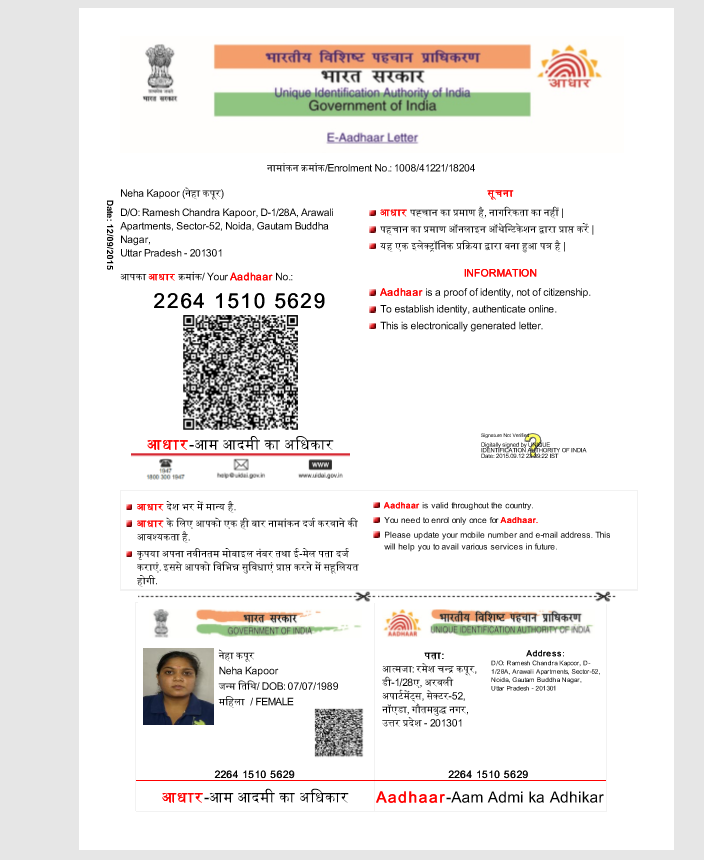 भारतीय विशिष्ट पहचान प्राधिकरण
भारत सरकार
Unique Identification Authority of India
Government of India
भारत सरकार
आधार
E-Aadhaar Letter
नामांकन क्रमांक/Enrolment No.: 1008/41221/18204
Date: 12/09/2015
Neha Kapoor (नेहा कपूर)
D/O: Ramesh Chandra Kapoor, D-1/28A, Arawali
Apartments, Sector-52, Noida, Gautam Buddha
Nagar,
Uttar Pradesh - 201301
आपका आधार क्रमांक/ Your Aadhaar No.:
2264 1510 5629
आधार-आम आदमी का अधिकार
1947
1800 300 1947
help@uidai.gov.in
www
www.uidai.gov.in
सूचना
आधार पहचान का प्रमाण है, नागरिकता का नहीं |
पहचान का प्रमाण ऑनलाइन ऑथेन्टिकेशन द्वारा प्राप्त करें |
यह एक इलेक्ट्रॉनिक प्रक्रिया द्वारा बना हुआ पत्र है |
INFORMATION
Aadhaar is a proof of identity, not of citizenship.
To establish identity, authenticate online.
This is electronically generated letter.
Signature Not Verified
Digitally signed by UNIQUE
IDENTIFICATION AUTHORITY OF INDIA
Date: 2015.09.12 IST
आधार देश भर में मान्य है.
आधार के लिए आपको एक ही बार नामांकन दर्ज करवाने की
आवश्यकता है.
कृपया अपना नवीनतम मोबाइल नंबर तथा ई-मेल पता दर्ज
कराएं. इससे आपको विभिन्न सुविधाएं प्राप्त करने में सहूलियत
होगी.
Aadhaar is valid throughout the country.
You need to enrol only once for Aadhaar.
Please update your mobile number and e-mail address. This
will help you to avail various services in future.
भारत सरकार
GOVERNMENT OF INDIA
नेहा कपूर
Neha Kapoor
जन्म तिथि/ DOB: 07/07/1989
महिला / FEMALE
2264 1510 5629
आधार-आम आदमी का अधिकार
AADHAAR
भारतीय विशिष्ट पहचान प्राधिकरण
UNIQUE IDENTIFICATION AUTHORITY OF INDIA
पता:
आत्मजा: रमेश चन्द्र कपूर,
डी-1/28ए, अरावली
अपार्टमेंट्स, सेक्टर-52,
नॉएडा, गौतमबुद्ध नगर,
उत्तर प्रदेश - 201301
Address:
D/O: Ramesh Chandra Kapoor, D-
1/28A, Arawali Apartments, Sector-52,
Noida, Gautam Buddha Nagar,
Uttar Pradesh - 201301
2264 1510 5629
Aadhaar-Aam Admi ka Adhikar